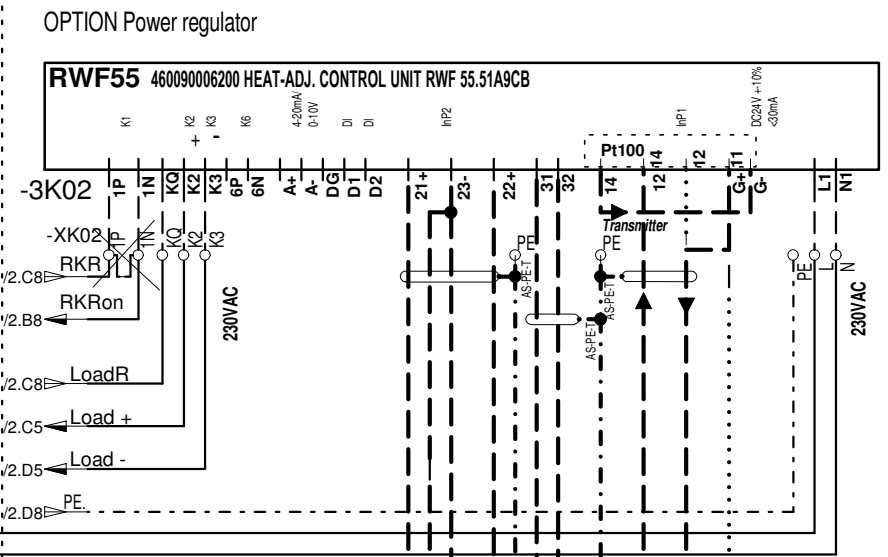 OPTION Power regulator
RWF55 460090006200 HEAT-ADJ. CONTROL UNIT RWF 55.51A9CB
K1
K2
+
K3
-
K6
4-20mA/
0-10V
DI
DI
InP2
InP1
DC24V +-10%
<30mA
Pt100
14
12
11
-3K02
1P
1N
KQ
K2
K3
6P
6N
A+
A-
DG
D1
D2
21+
23-
22+
31
32
14
12
G+
G-
L1
N1
Transmitter
-XK02
1P
1N
KQ
K2
K3
PE
PE
PE
L
N
/2.C8 RKR
/2.B8 RKRon
230VAC
AS-PE-T
AS-PE-T
AS-PE-T
230VAC
/2.C8 LoadR
/2.C5 Load +
/2.D5 Load -
/2.D8 PE.